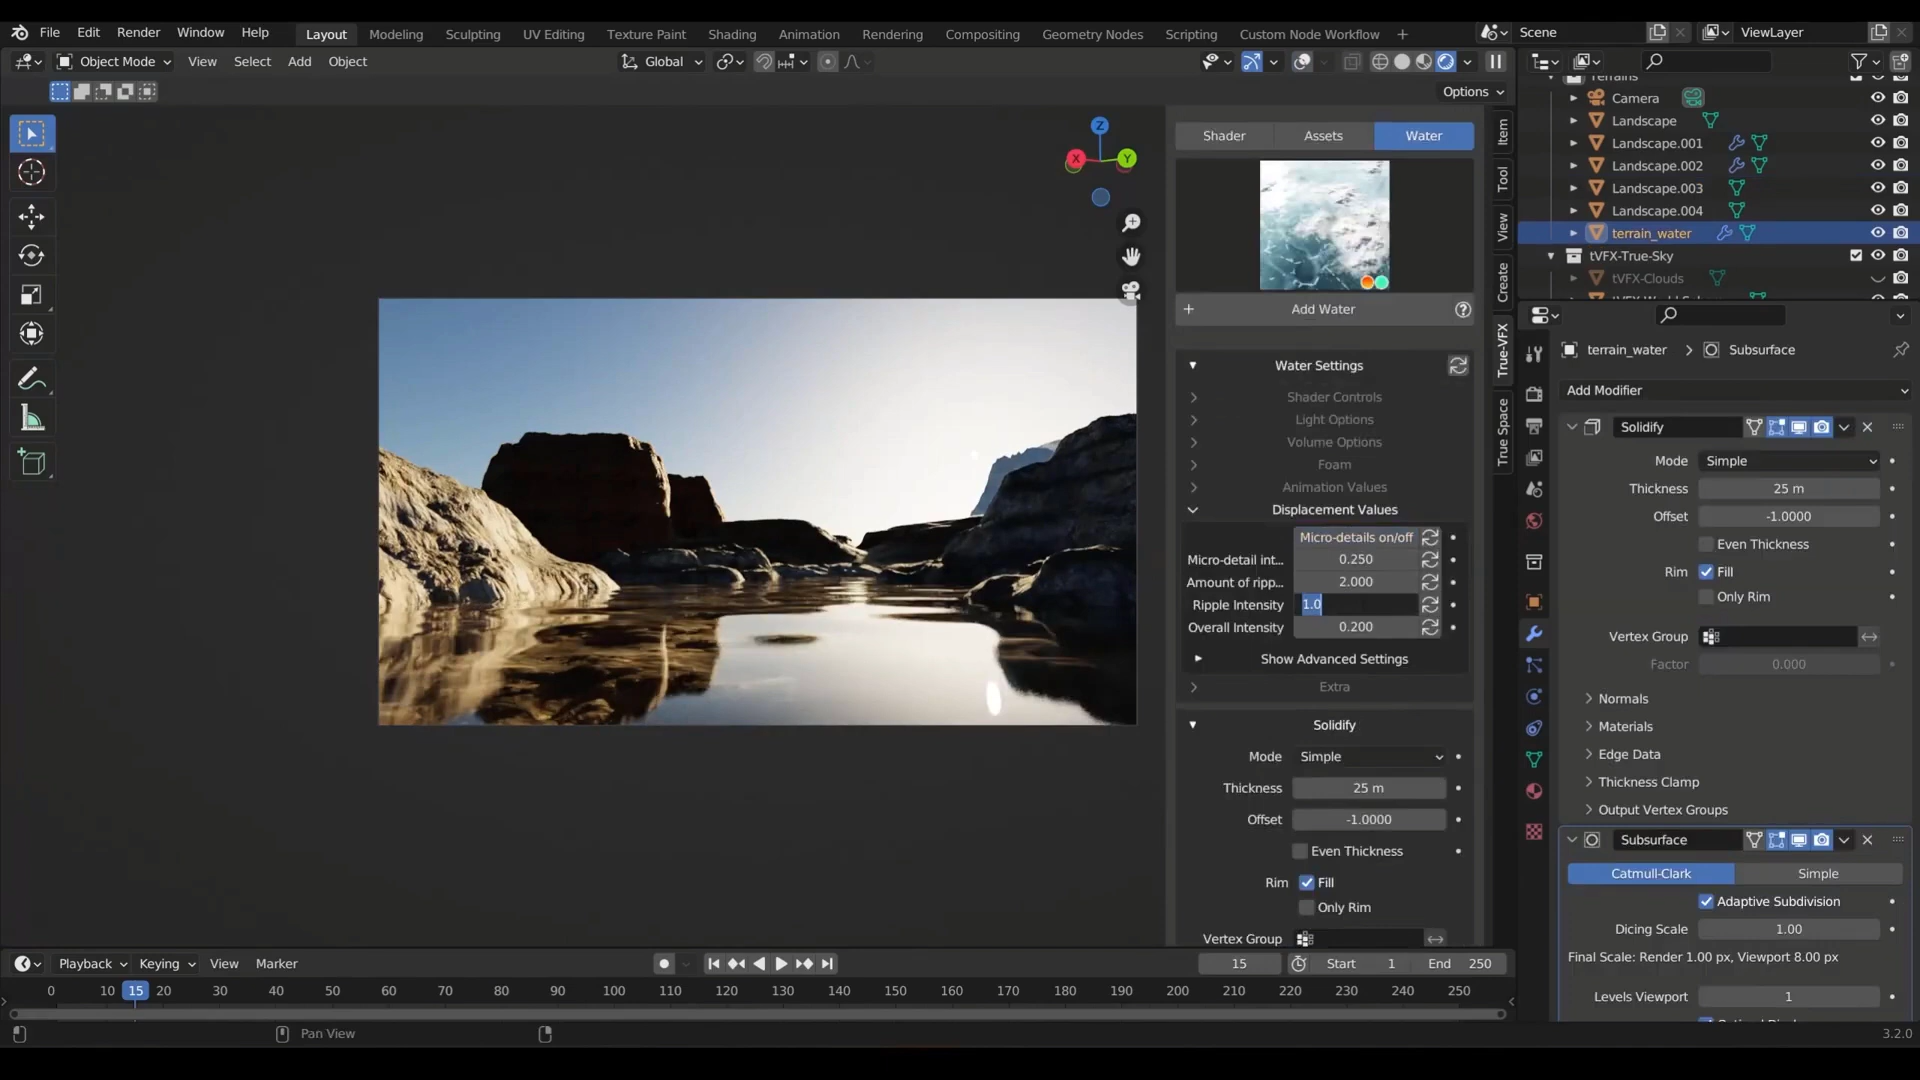 File Edit Render Window Help Layout Modeling Sculpting UV Editing Texture Paint Shading Animation Rendering Compositing Geometry Nodes Scripting Custom Node Workflow + Scene ViewLayer
Object Mode View Select Add Object Global
Options
Terrains
Camera
Landscape
Landscape.001
Landscape.002
Landscape.003
Landscape.004
terrain_water
tVFX-True-Sky
tVFX-Clouds
Z
X
Y
Shader Assets Water
+ Add Water
Item
Tool
View
Create
True-VFX
True Space
Water Settings
Shader Controls
Light Options
Volume Options
Foam
Animation Values
Displacement Values
Micro-details on/off
Micro-detail int... 0.250
Amount of ripp... 2.000
Ripple Intensity 1.0
Overall Intensity 0.200
Show Advanced Settings
Extra
Solidify
Mode Simple
Thickness 25 m
Offset -1.0000
Even Thickness
Rim Fill
Only Rim
Vertex Group
terrain_water > Subsurface
Add Modifier
Solidify
Mode Simple
Thickness 25 m
Offset -1.0000
Even Thickness
Rim Fill
Only Rim
Vertex Group
Factor 0.000
Normals
Materials
Edge Data
Thickness Clamp
Output Vertex Groups
Subsurface
Catmull-Clark Simple
Adaptive Subdivision
Dicing Scale 1.00
Final Scale: Render 1.00 px, Viewport 8.00 px
Levels Viewport 1
Playback Keying View Marker 15 Start 1 End 250
0 10 15 20 30 40 50 60 70 80 90 100 110 120 130 140 150 160 170 180 190 200 210 220 230 240 250
Pan View
3.2.0